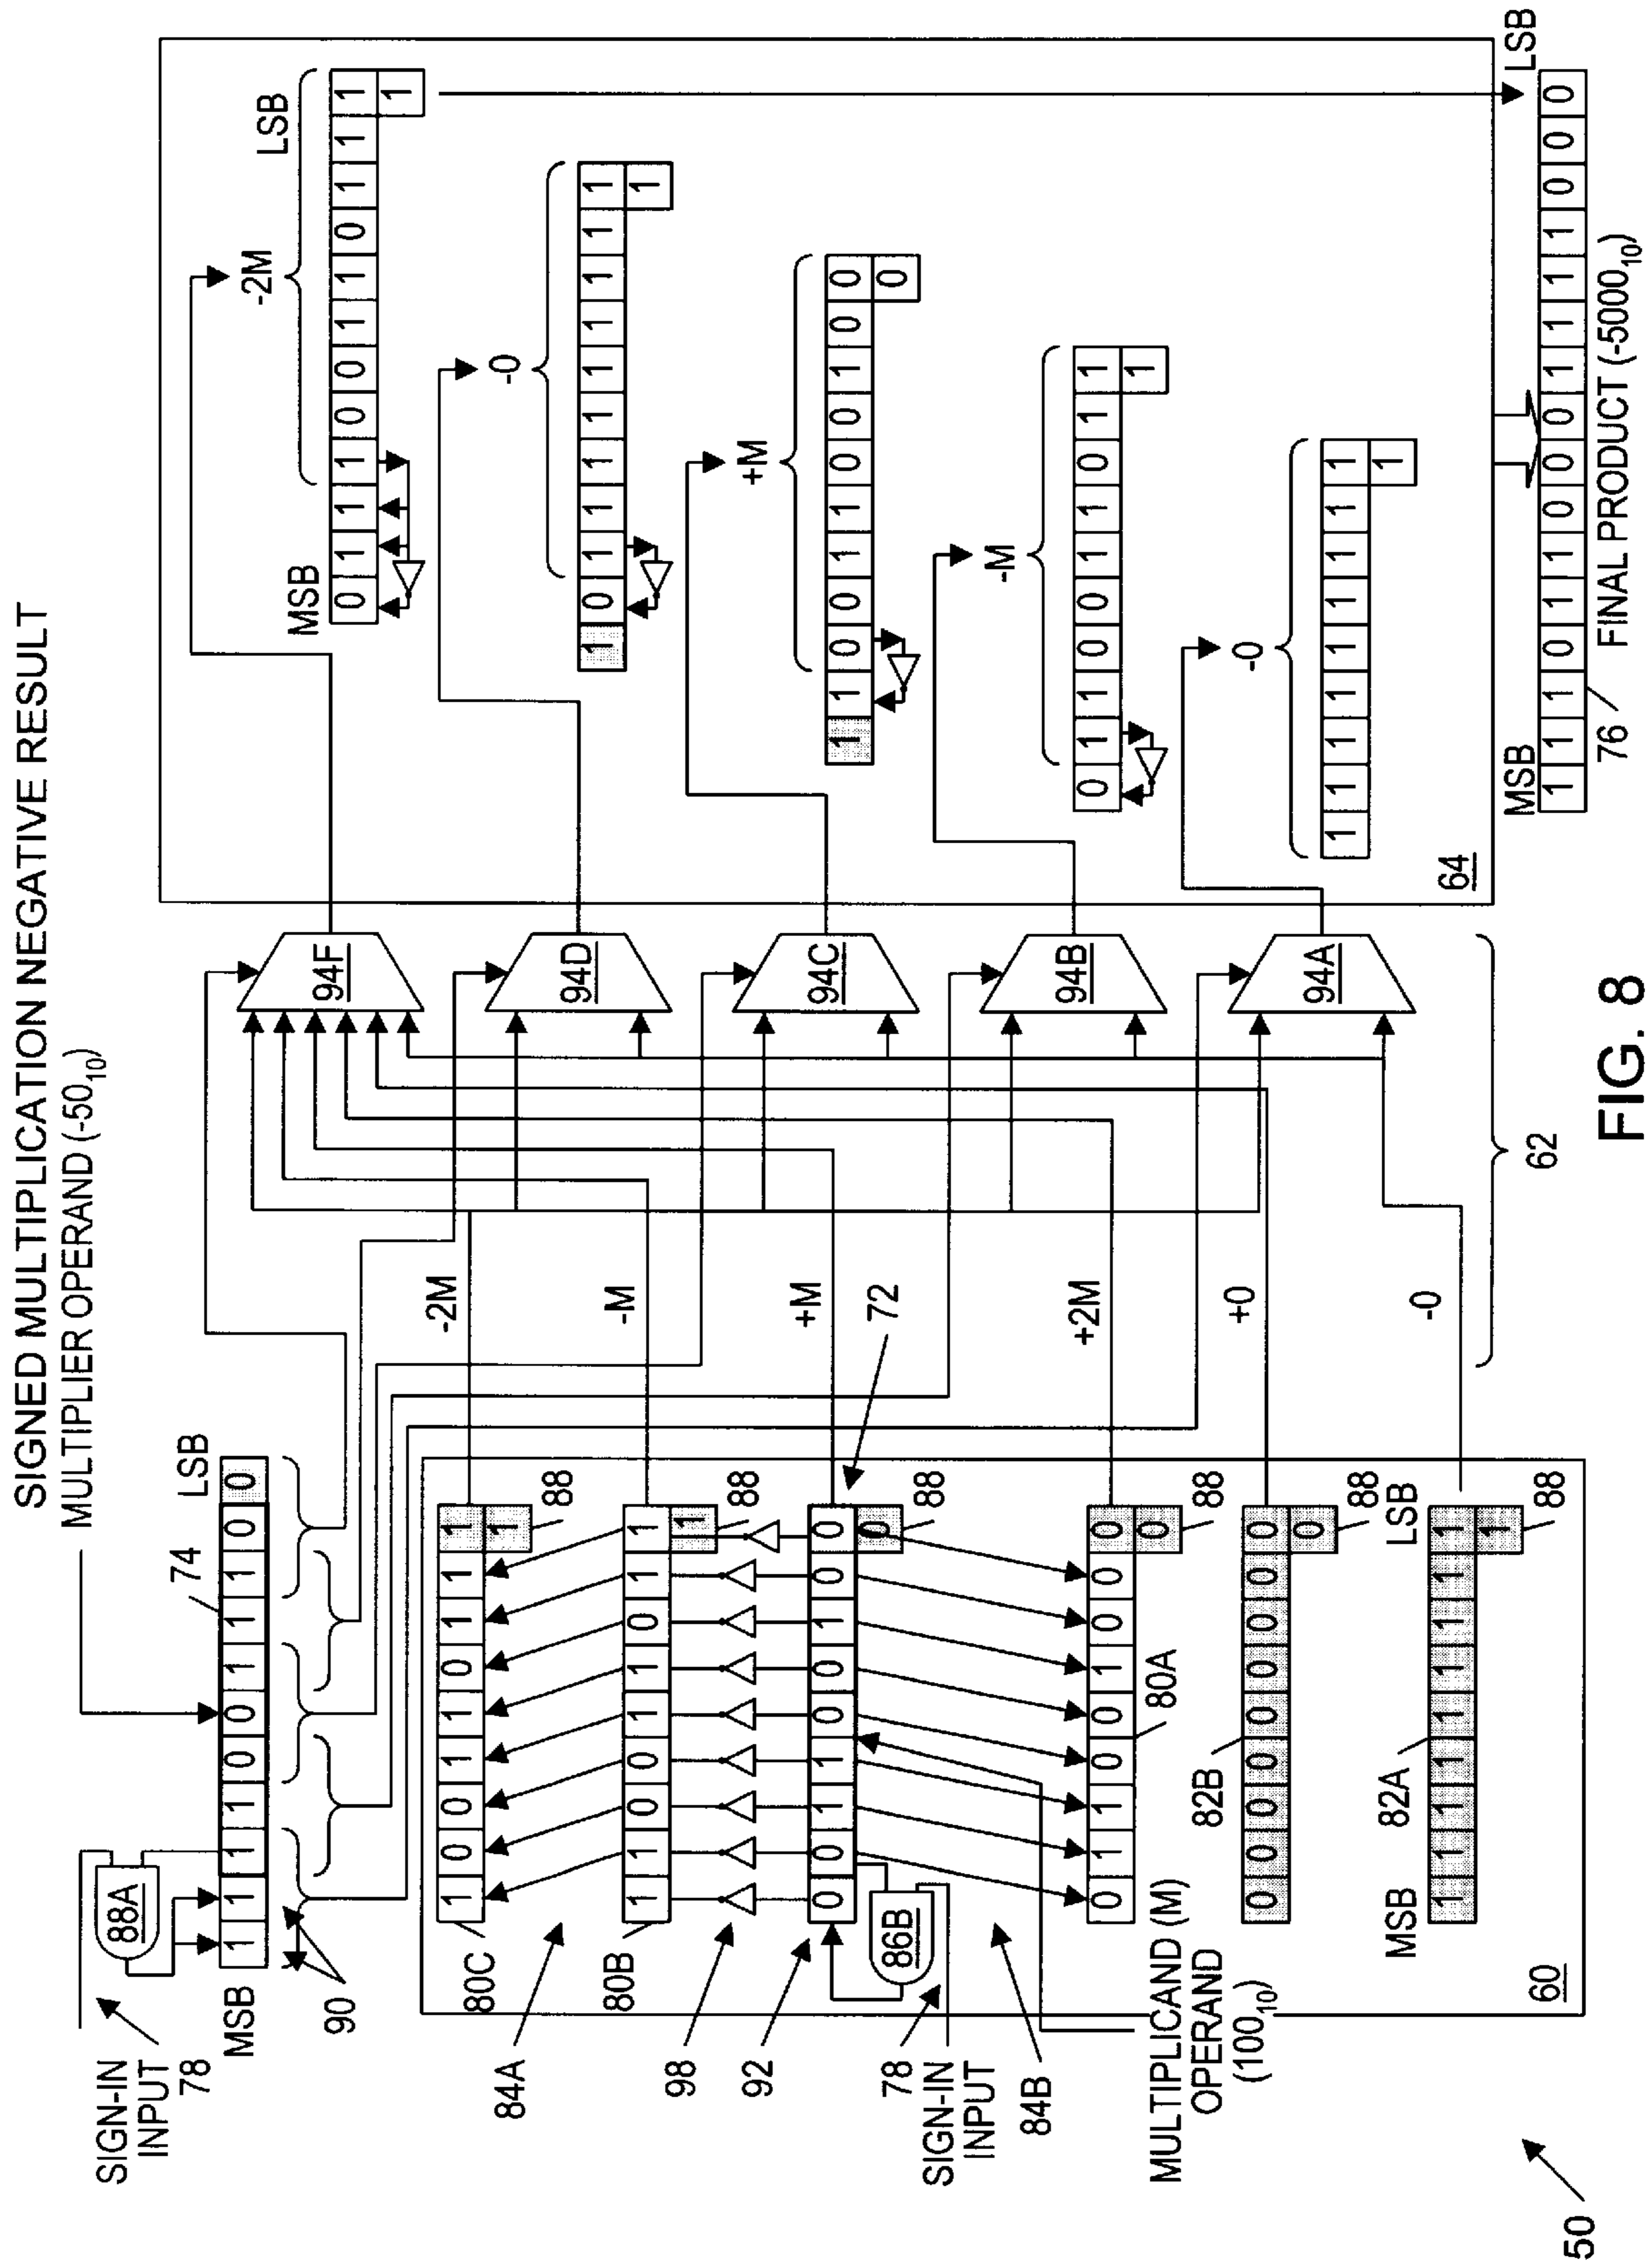 SIGNED MULTIPLICATION NEGATIVE RESULT
MULTIPLIER OPERAND (-50₁₀)
SIGN-IN
INPUT
78
88A
74
LSB
1 1 1 1 0 0 1 1 1 0 0
MSB
90
80C
1 0 0 1 1 0 1 1 1
1
88
-2M
84A
80B
1 1 0 0 1 1 0 1 1
1
88
-M
98
92
0 0 1 1 0 0 1 0 0
0
88
+M
72
86B
78
SIGN-IN
INPUT
84B
0 1 1 0 0 1 0 0 0
0
88
+2M
80A
MULTIPLICAND (M)
OPERAND
(100₁₀)
82B
0 0 0 0 0 0 0 0 0
0
88
+0
82A
MSB
LSB
1 1 1 1 1 1 1 1 1
1
88
-0
60
62
94F
94D
94C
94B
94A
-2M
MSB
LSB
0 1 1 1 0 0 1 1 0 1 1 1
1
-0
1 0 1 1 1 1 1 1 1 1 1
1
+M
1 1 0 0 1 1 0 0 1 0 0
0
-M
0 1 1 0 0 1 1 0 1 1
1
-0
1 1 1 1 1 1 1 1 1
1
64
MSB
LSB
1 1 1 0 1 1 0 0 0 1 1 1 1 0 0 0
76
FINAL PRODUCT (-5000₁₀)
50
FIG. 8